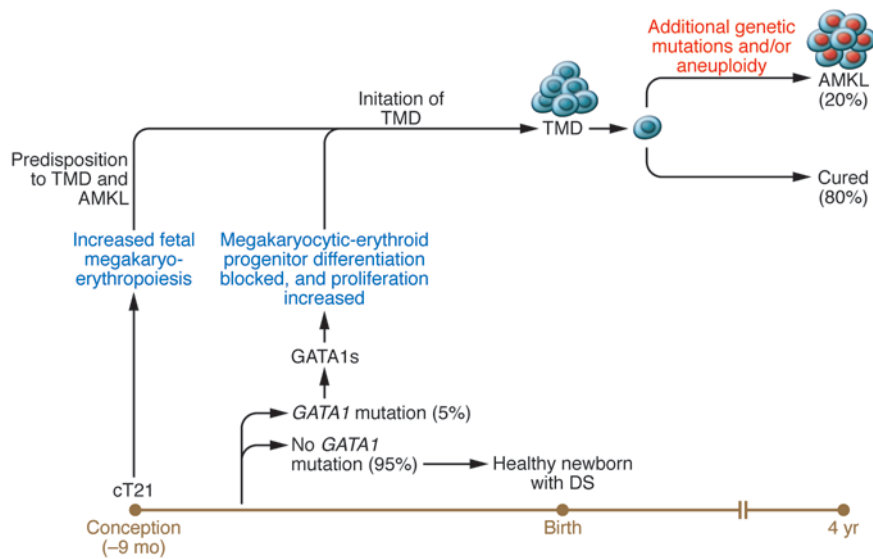 Additional genetic
mutations and/or
aneuploidy
AMKL
(20%)
Initation of
TMD
TMD
Predisposition
to TMD and
AMKL
Cured
(80%)
Increased fetal
megakaryo-
erythropoiesis
Megakaryocytic-erythroid
progenitor differentiation
blocked, and proliferation
increased
GATA1s
GATA1 mutation (5%)
No GATA1
mutation (95%)
Healthy newborn
with DS
cT21
Conception
(–9 mo)
Birth
4 yr